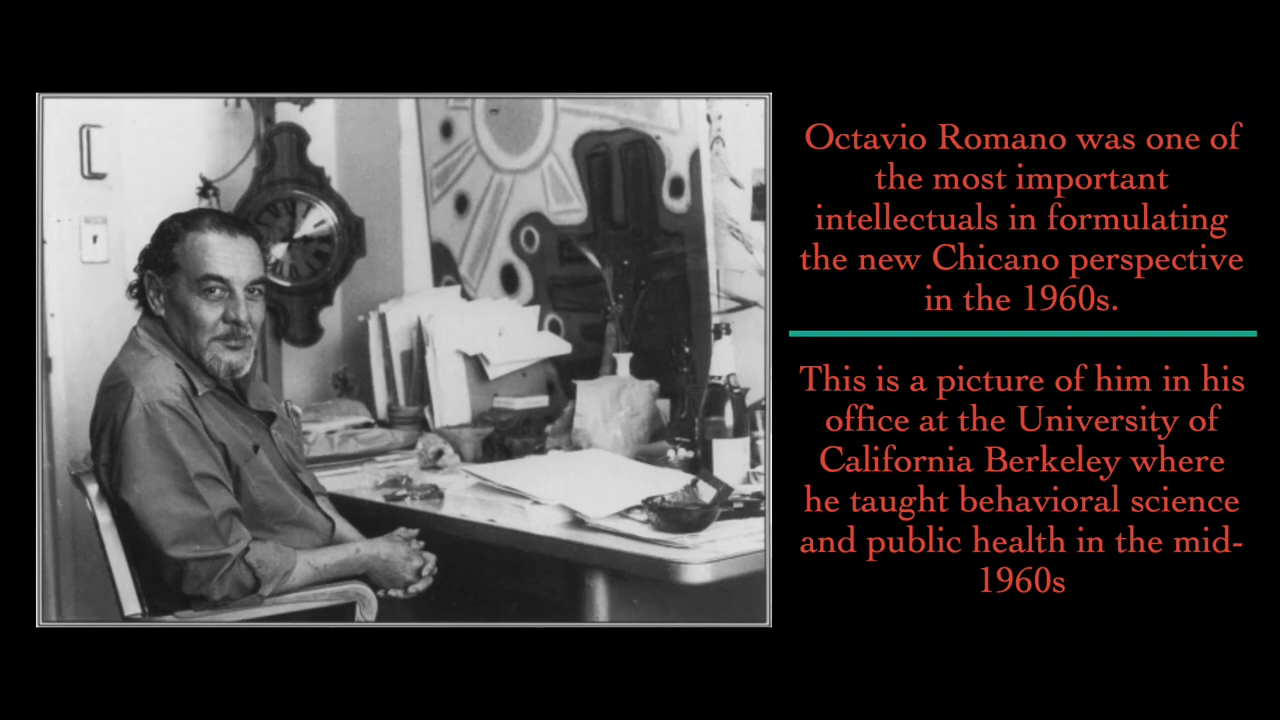 Octavio Romano was one of
the most important
intellectuals in formulating
the new Chicano perspective
in the 1960s.
This is a picture of him in his
office at the University of
California Berkeley where
he taught behavioral science
and public health in the mid-
1960s